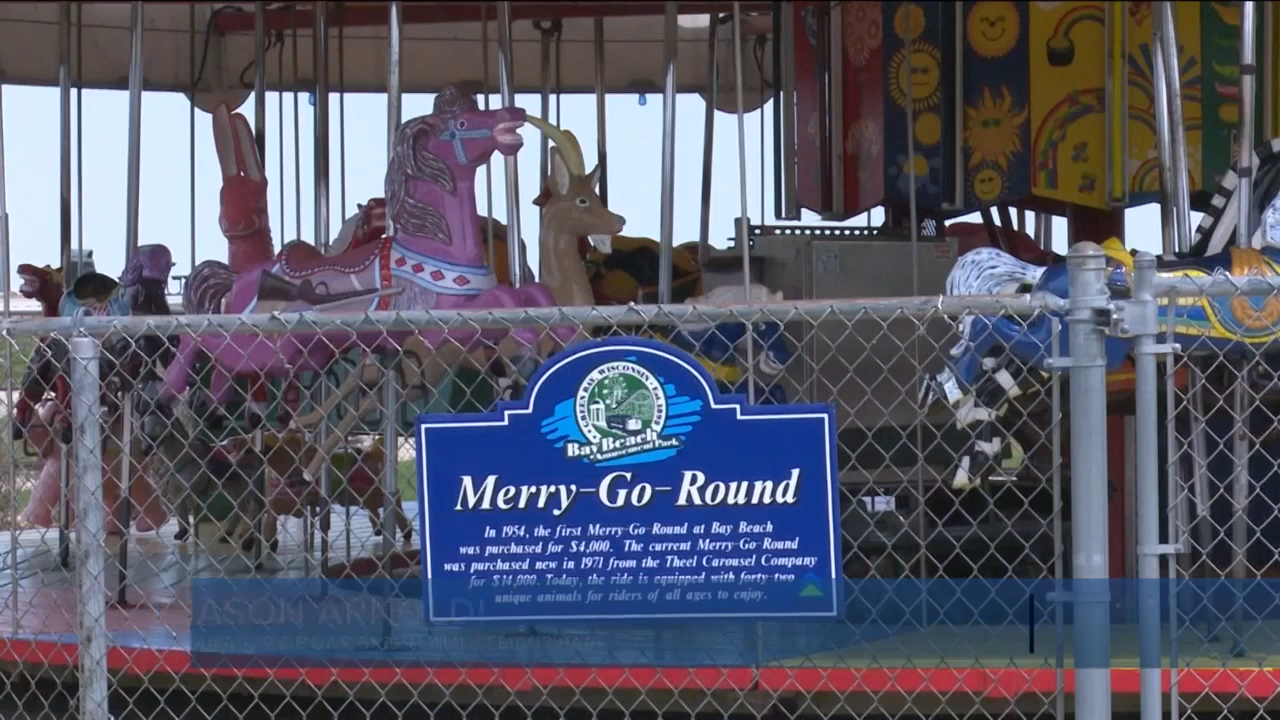 GREEN BAY, WISCONSIN · Est. 1892
Bay Beach
Amusement Park
Merry-Go-Round
In 1954, the first Merry-Go-Round at Bay Beach
was purchased for $4,000. The current Merry-Go-Round
was purchased new in 1971 from the Theel Carousel Company
for $14,000. Today, the ride is equipped with forty-two
unique animals for riders of all ages to enjoy.